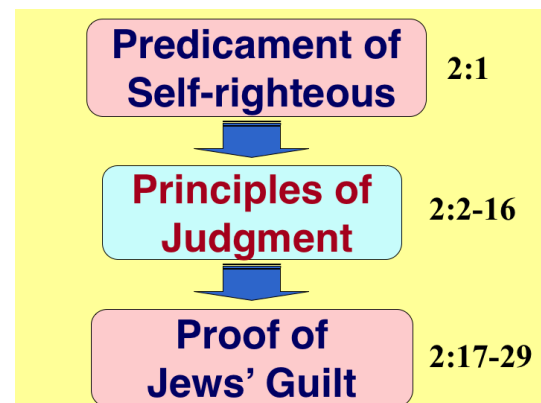 Predicament of
Self-righteous
2:1
Principles of
Judgment
2:2-16
Proof of
Jews’ Guilt
2:17-29